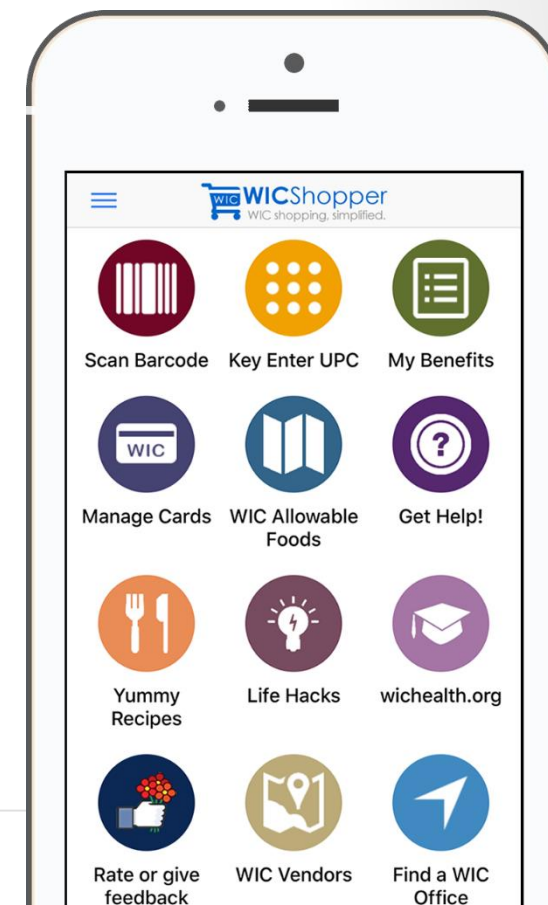 WIC WICShopper
WIC shopping, simplified.
Scan Barcode Key Enter UPC My Benefits
WIC
Manage Cards WIC Allowable Foods Get Help!
?
Yummy Recipes Life Hacks wichealth.org
Rate or give feedback WIC Vendors Find a WIC Office